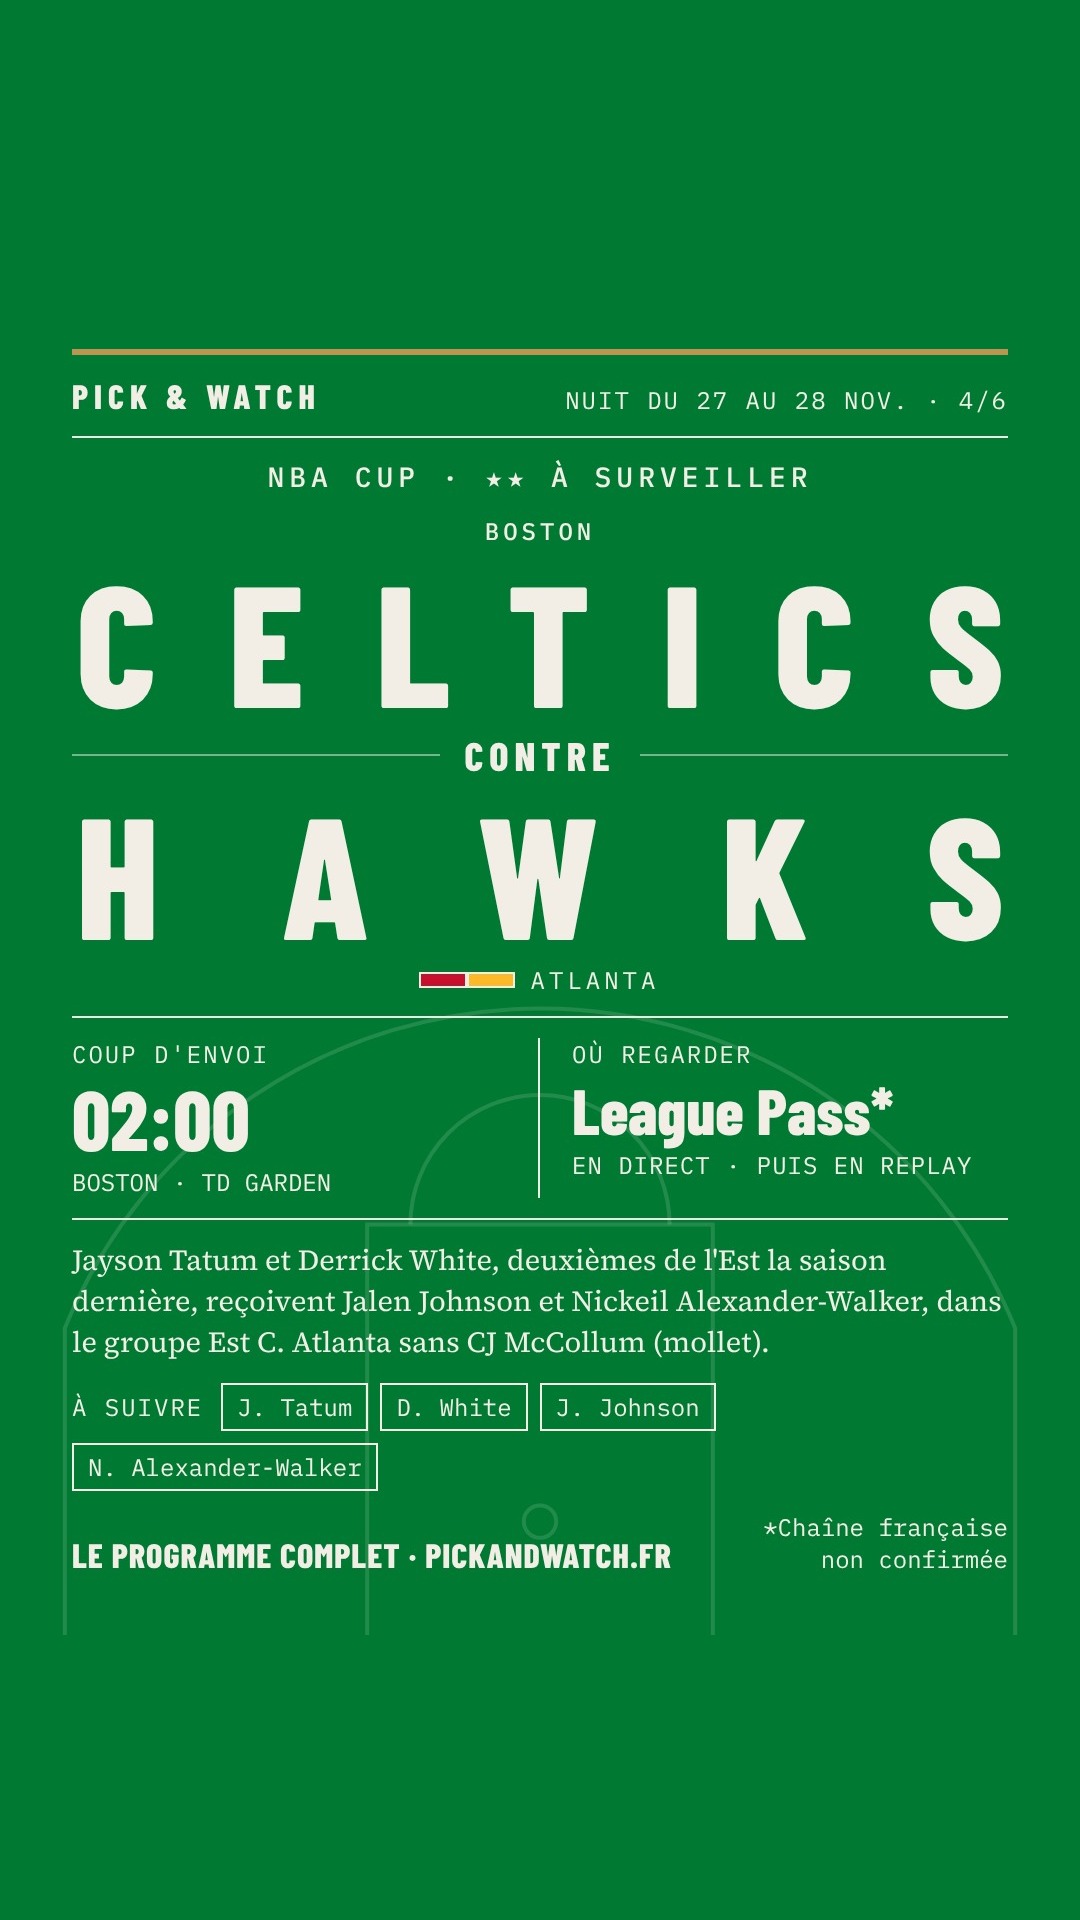 PICK & WATCH
NUIT DU 27 AU 28 NOV. · 4/6
NBA CUP · ★★ À SURVEILLER
BOSTON
CELTICS
CONTRE
HAWKS
ATLANTA
COUP D'ENVOI
02:00
BOSTON · TD GARDEN
OÙ REGARDER
League Pass*
EN DIRECT · PUIS EN REPLAY
Jayson Tatum et Derrick White, deuxièmes de l'Est la saison
dernière, reçoivent Jalen Johnson et Nickeil Alexander-Walker, dans
le groupe Est C. Atlanta sans CJ McCollum (mollet).
À SUIVRE J. Tatum D. White J. Johnson
N. Alexander-Walker
LE PROGRAMME COMPLET · PICKANDWATCH.FR
*Chaîne française
non confirmée